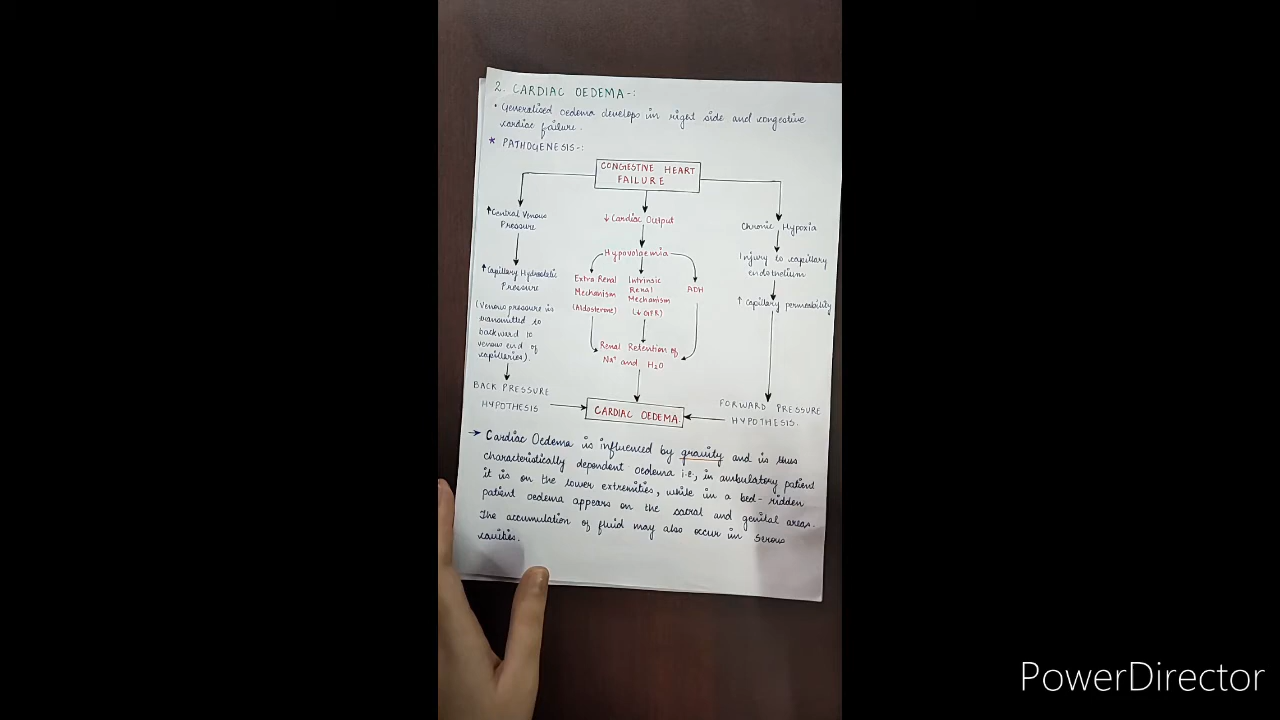 2. CARDIAC OEDEMA-:
• Generalised oedema develops in right side and congestive
cardiac failure.
* PATHOGENESIS-:
CONGESTIVE HEART
FAILURE
↑Central Venous
Pressure
↑Capillary Hydrostatic
Pressure
(Venous pressure is
transmitted to
backward to
venous end of
capillaries).
BACK PRESSURE
HYPOTHESIS
↓ Cardiac Output
Hypovolaemia
Extra Renal
Mechanism
(Aldosterone)
Intrinsic
Renal
Mechanism
(↓ GFR)
ADH
Renal Retention of
Na⁺ and H₂O
CARDIAC OEDEMA.
Chronic Hypoxia
Injury to capillary
endothelium
↑ Capillary permeability
FORWARD PRESSURE
HYPOTHESIS.
→ Cardiac Oedema is influenced by gravity and is thus
characteristically dependent oedema i.e, in ambulatory patient
it is on the lower extremities, while in a bed-ridden
patient oedema appears on the sacral and genital areas.
The accumulation of fluid may also occur in serous
cavities.
PowerDirector